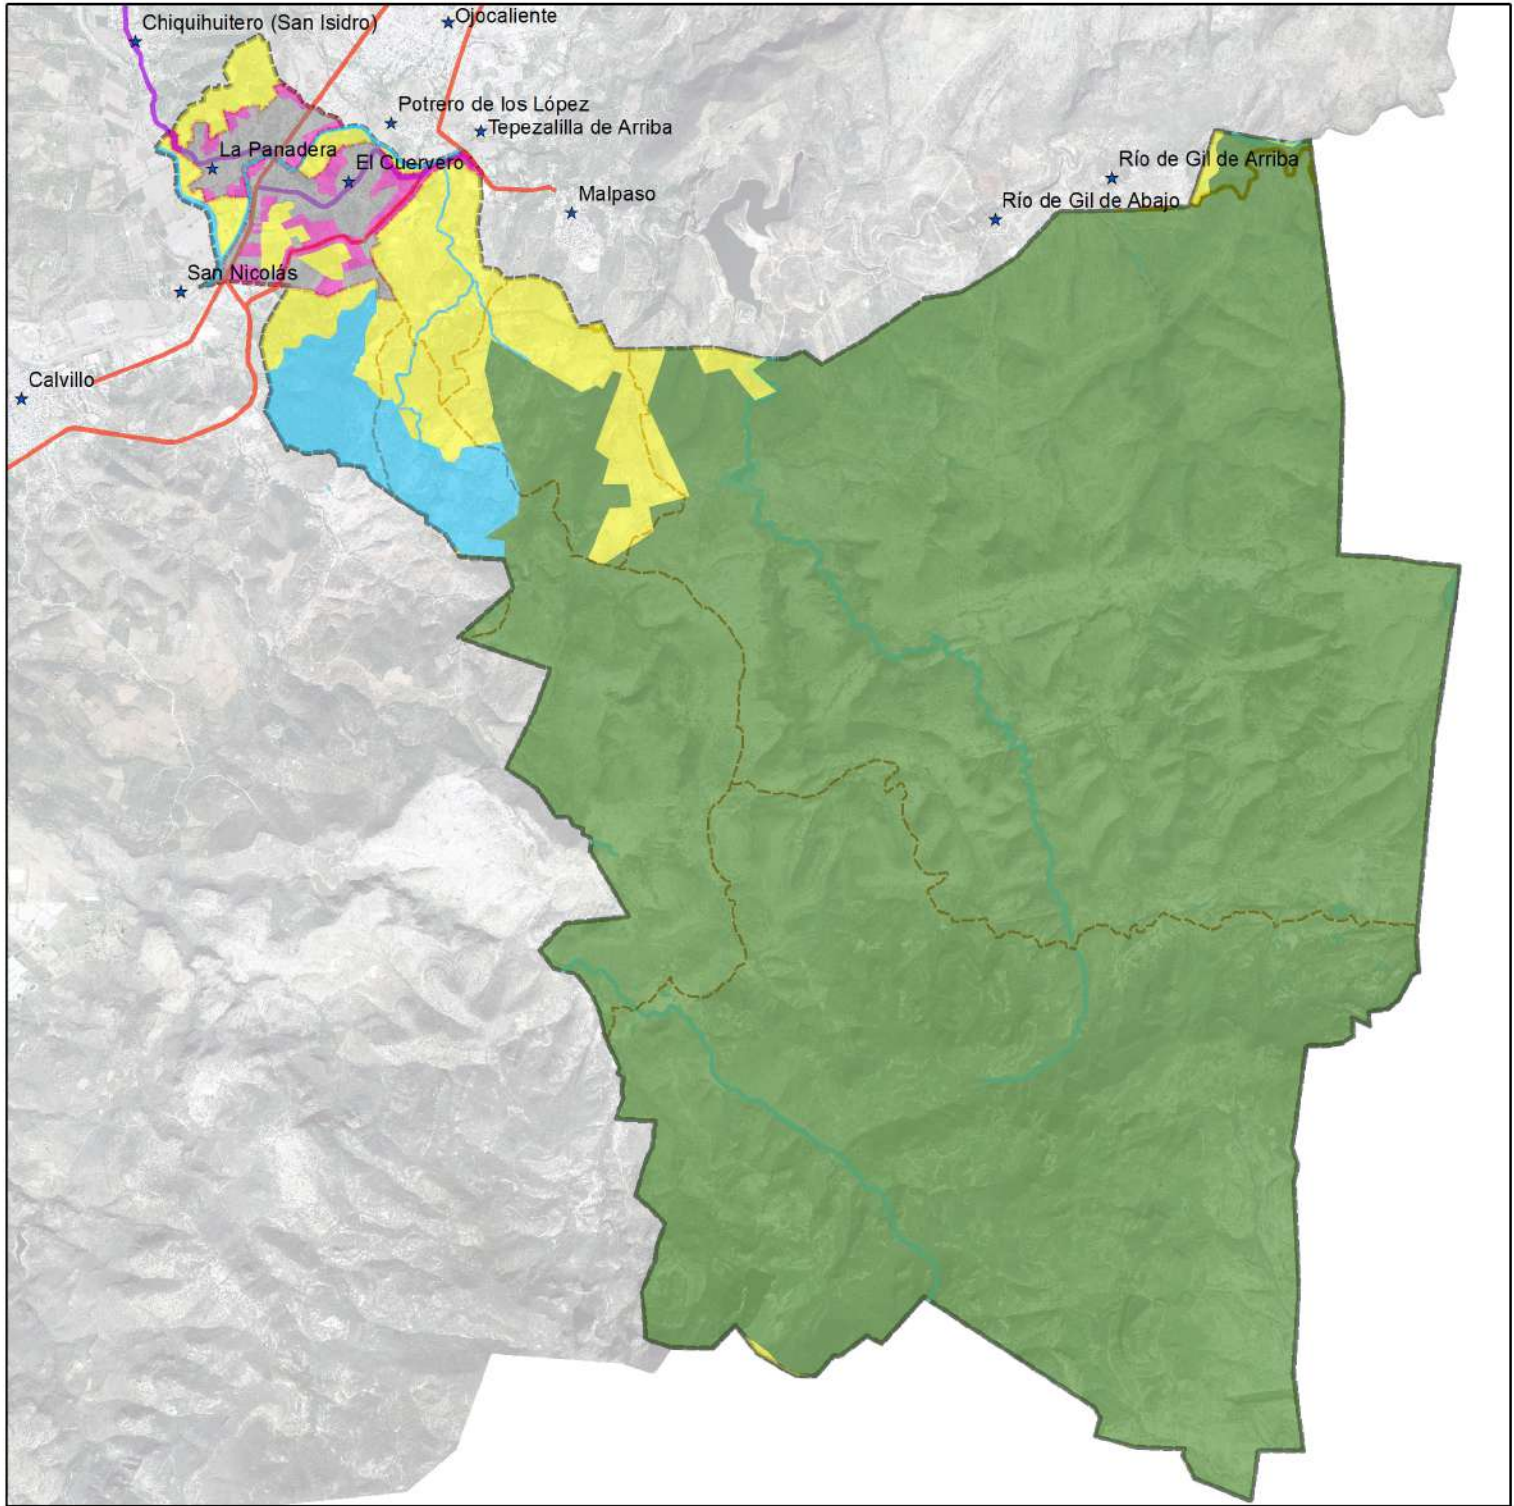 Chiquihuitero (San Isidro)
Ojocaliente
Potrero de los López
Tepezalilla de Arriba
La Panadera
El Cuervero
Malpaso
Río de Gil de Arriba
Río de Gil de Abajo
San Nicolás
Calvillo